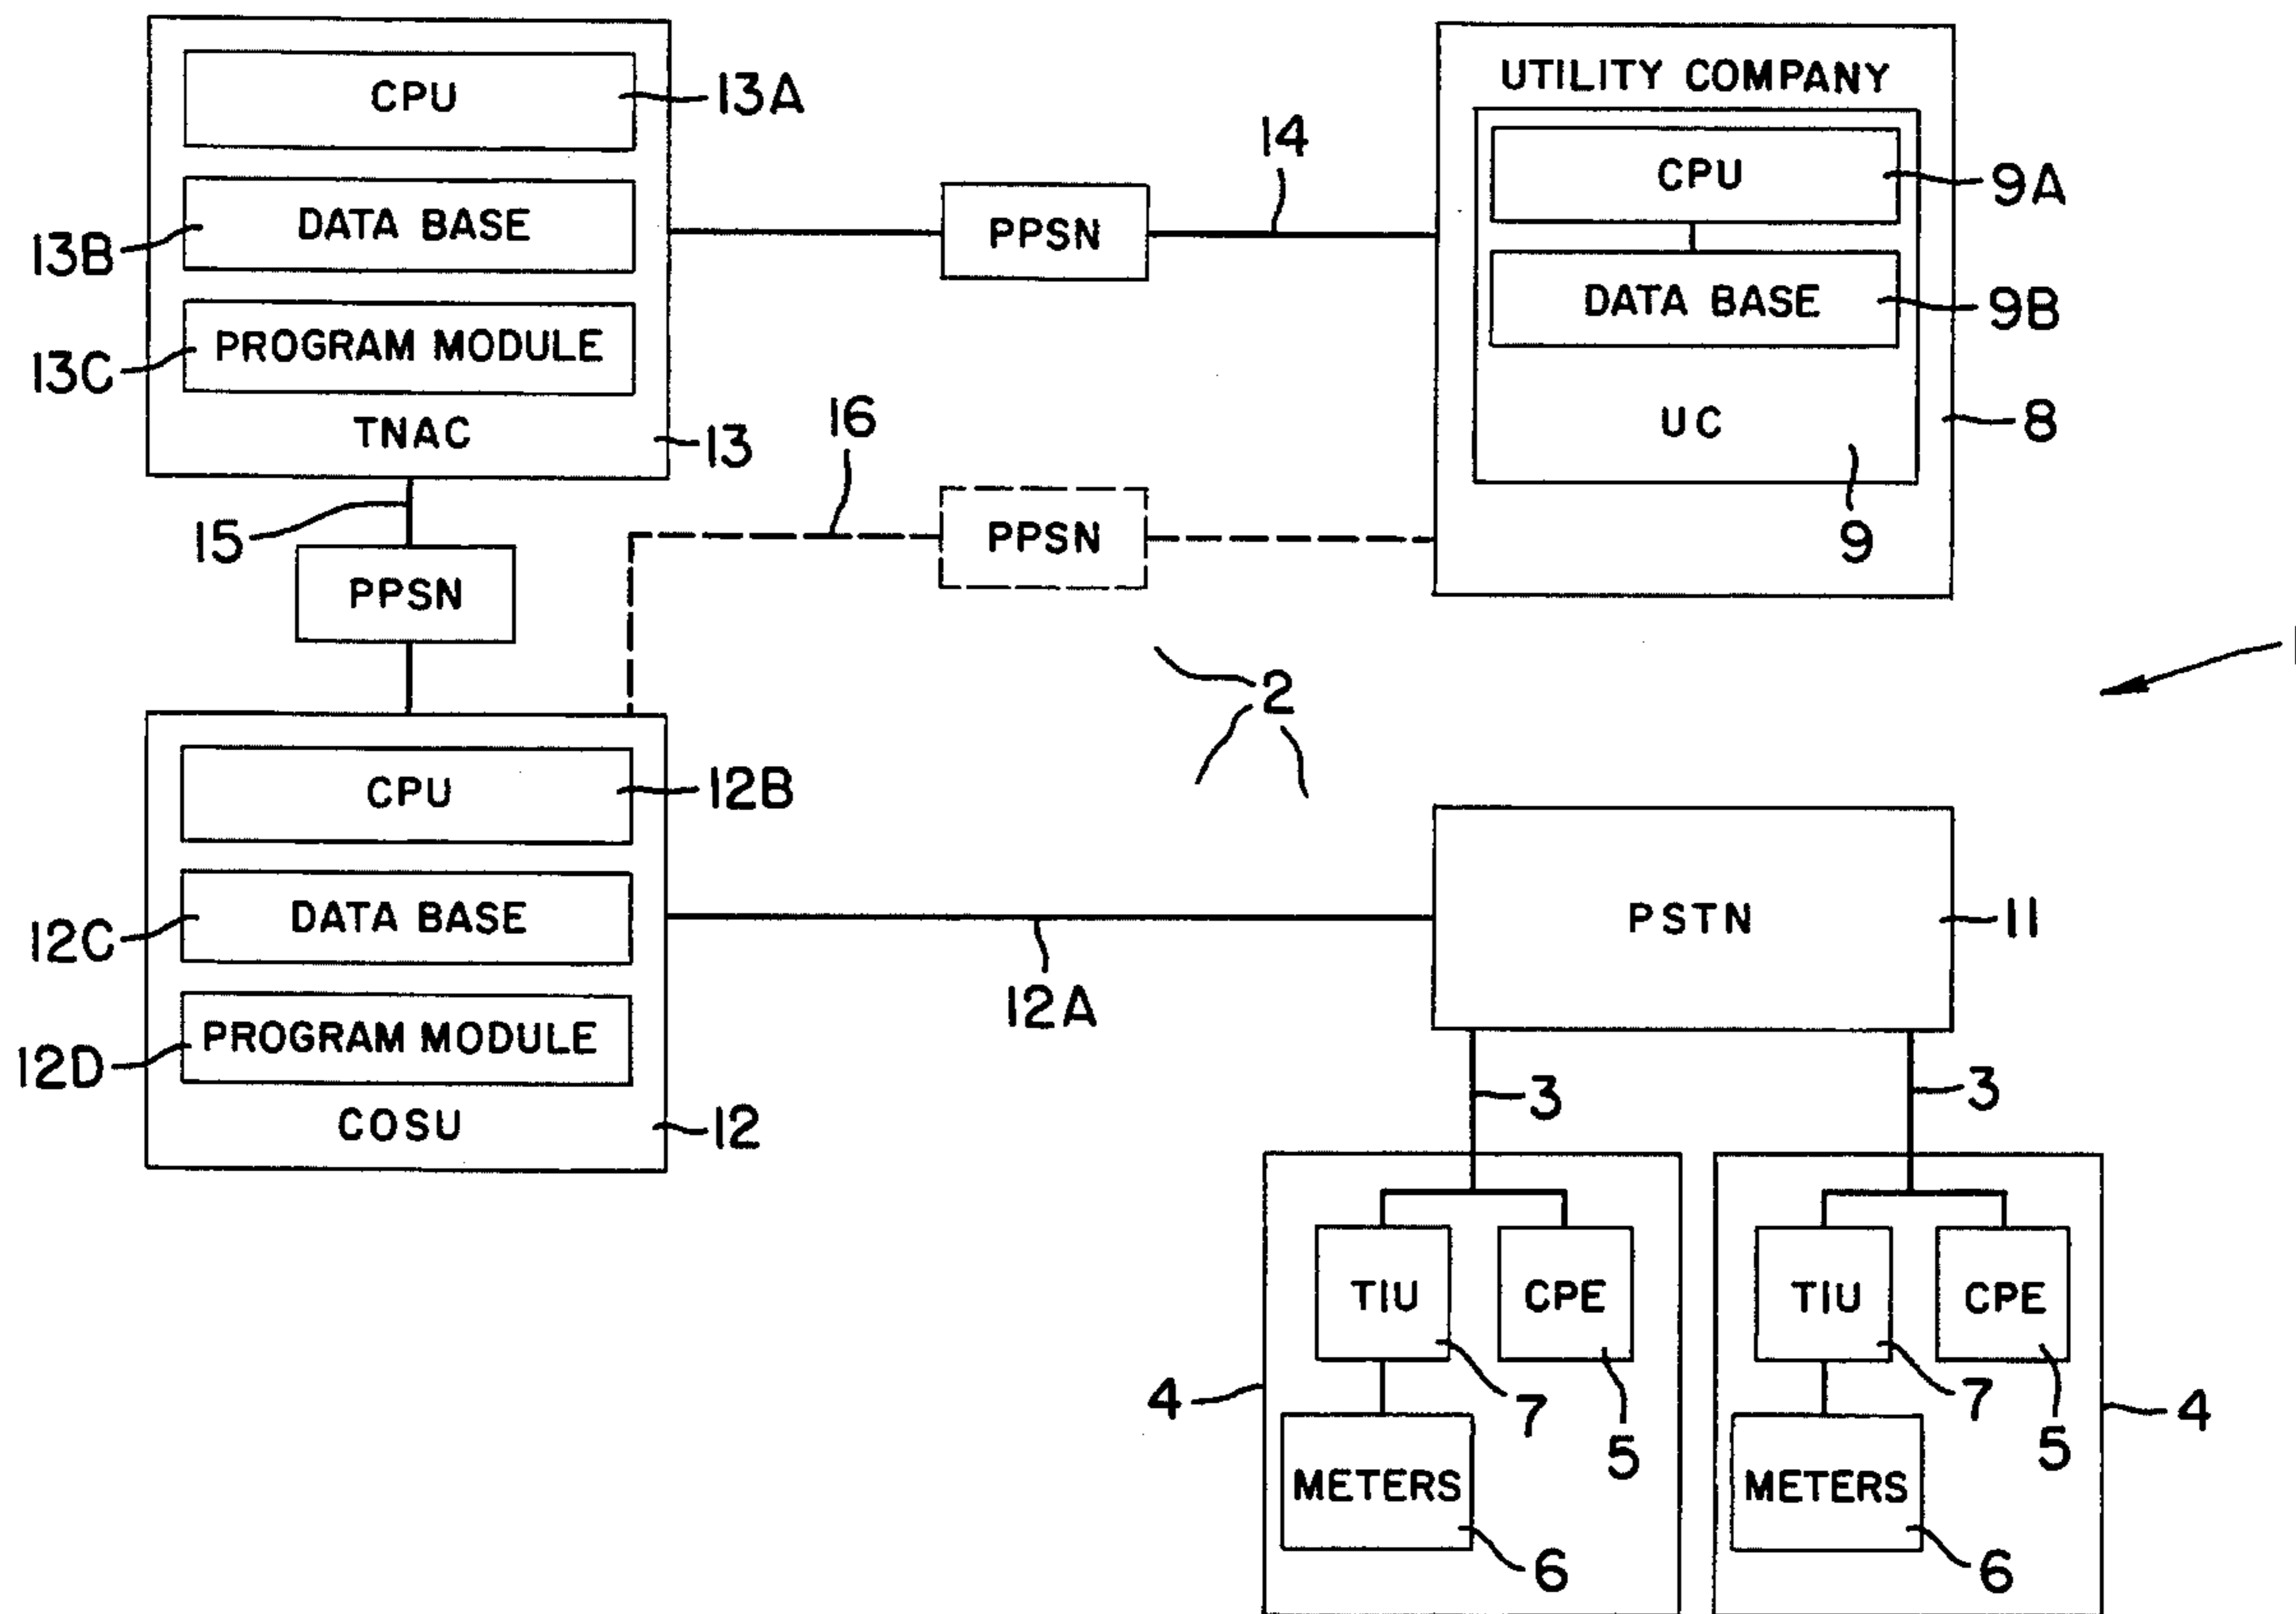 CPU
13A
DATA BASE
13B
PROGRAM MODULE
13C
TNAC
13
14
PPSN
UTILITY COMPANY
CPU
9A
DATA BASE
9B
UC
8
9
15
PPSN
16
PPSN
2
CPU
12B
DATA BASE
12C
PROGRAM MODULE
12D
COSU
12
12A
PSTN
11
3
3
TIU
CPE
TIU
CPE
4
7
5
7
5
4
METERS
6
METERS
6